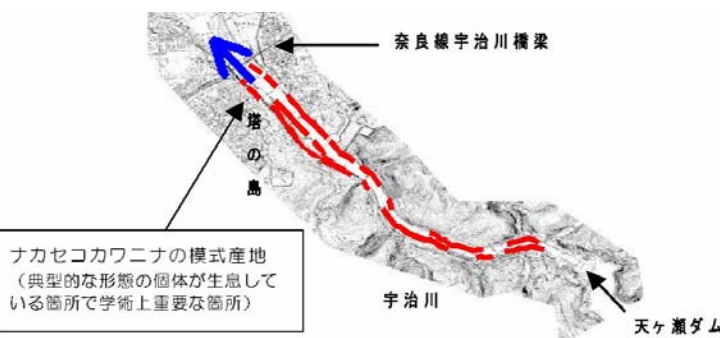 奈良線宇治川橋梁
塔の島
ナカセコカワニナの模式産地
（典型的な形態の個体が生息して
いる箇所で学術上重要な箇所）
宇治川
天ヶ瀬ダム